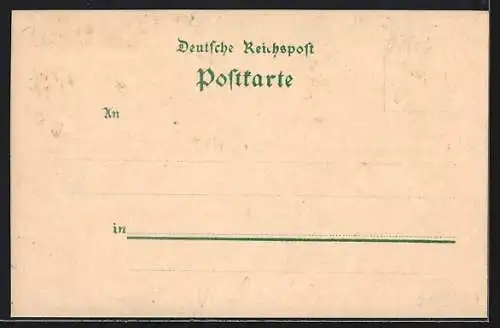 Deutsche Reichspost
Postkarte
An
in